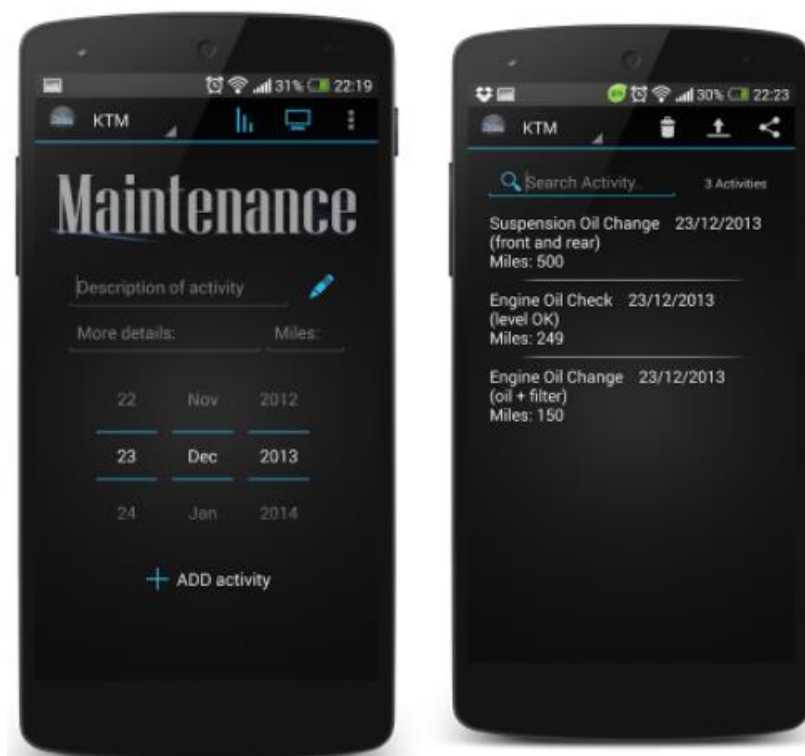 31% 22:19
KTM
Maintenance
Description of activity
More details: Miles:
22 Nov 2012
23 Dec 2013
24 Jan 2014
ADD activity
30% 22:23
KTM
Search Activity.. 3 Activities
Suspension Oil Change 23/12/2013
(front and rear)
Miles: 500
Engine Oil Check 23/12/2013
(level OK)
Miles: 249
Engine Oil Change 23/12/2013
(oil + filter)
Miles: 150